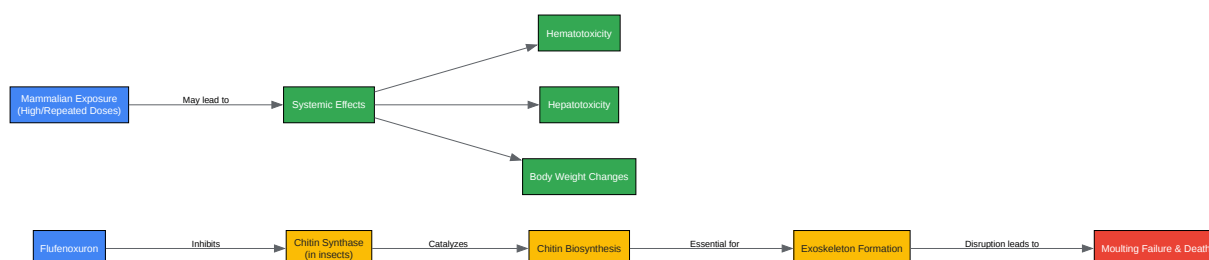 Hematotoxicity
Mammalian Exposure
(High/Repeated Doses)
May lead to
Systemic Effects
Hepatotoxicity
Body Weight Changes
Flufenoxuron
Inhibits
Chitin Synthase
(in insects)
Catalyzes
Chitin Biosynthesis
Essential for
Exoskeleton Formation
Disruption leads to
Moulting Failure & Death